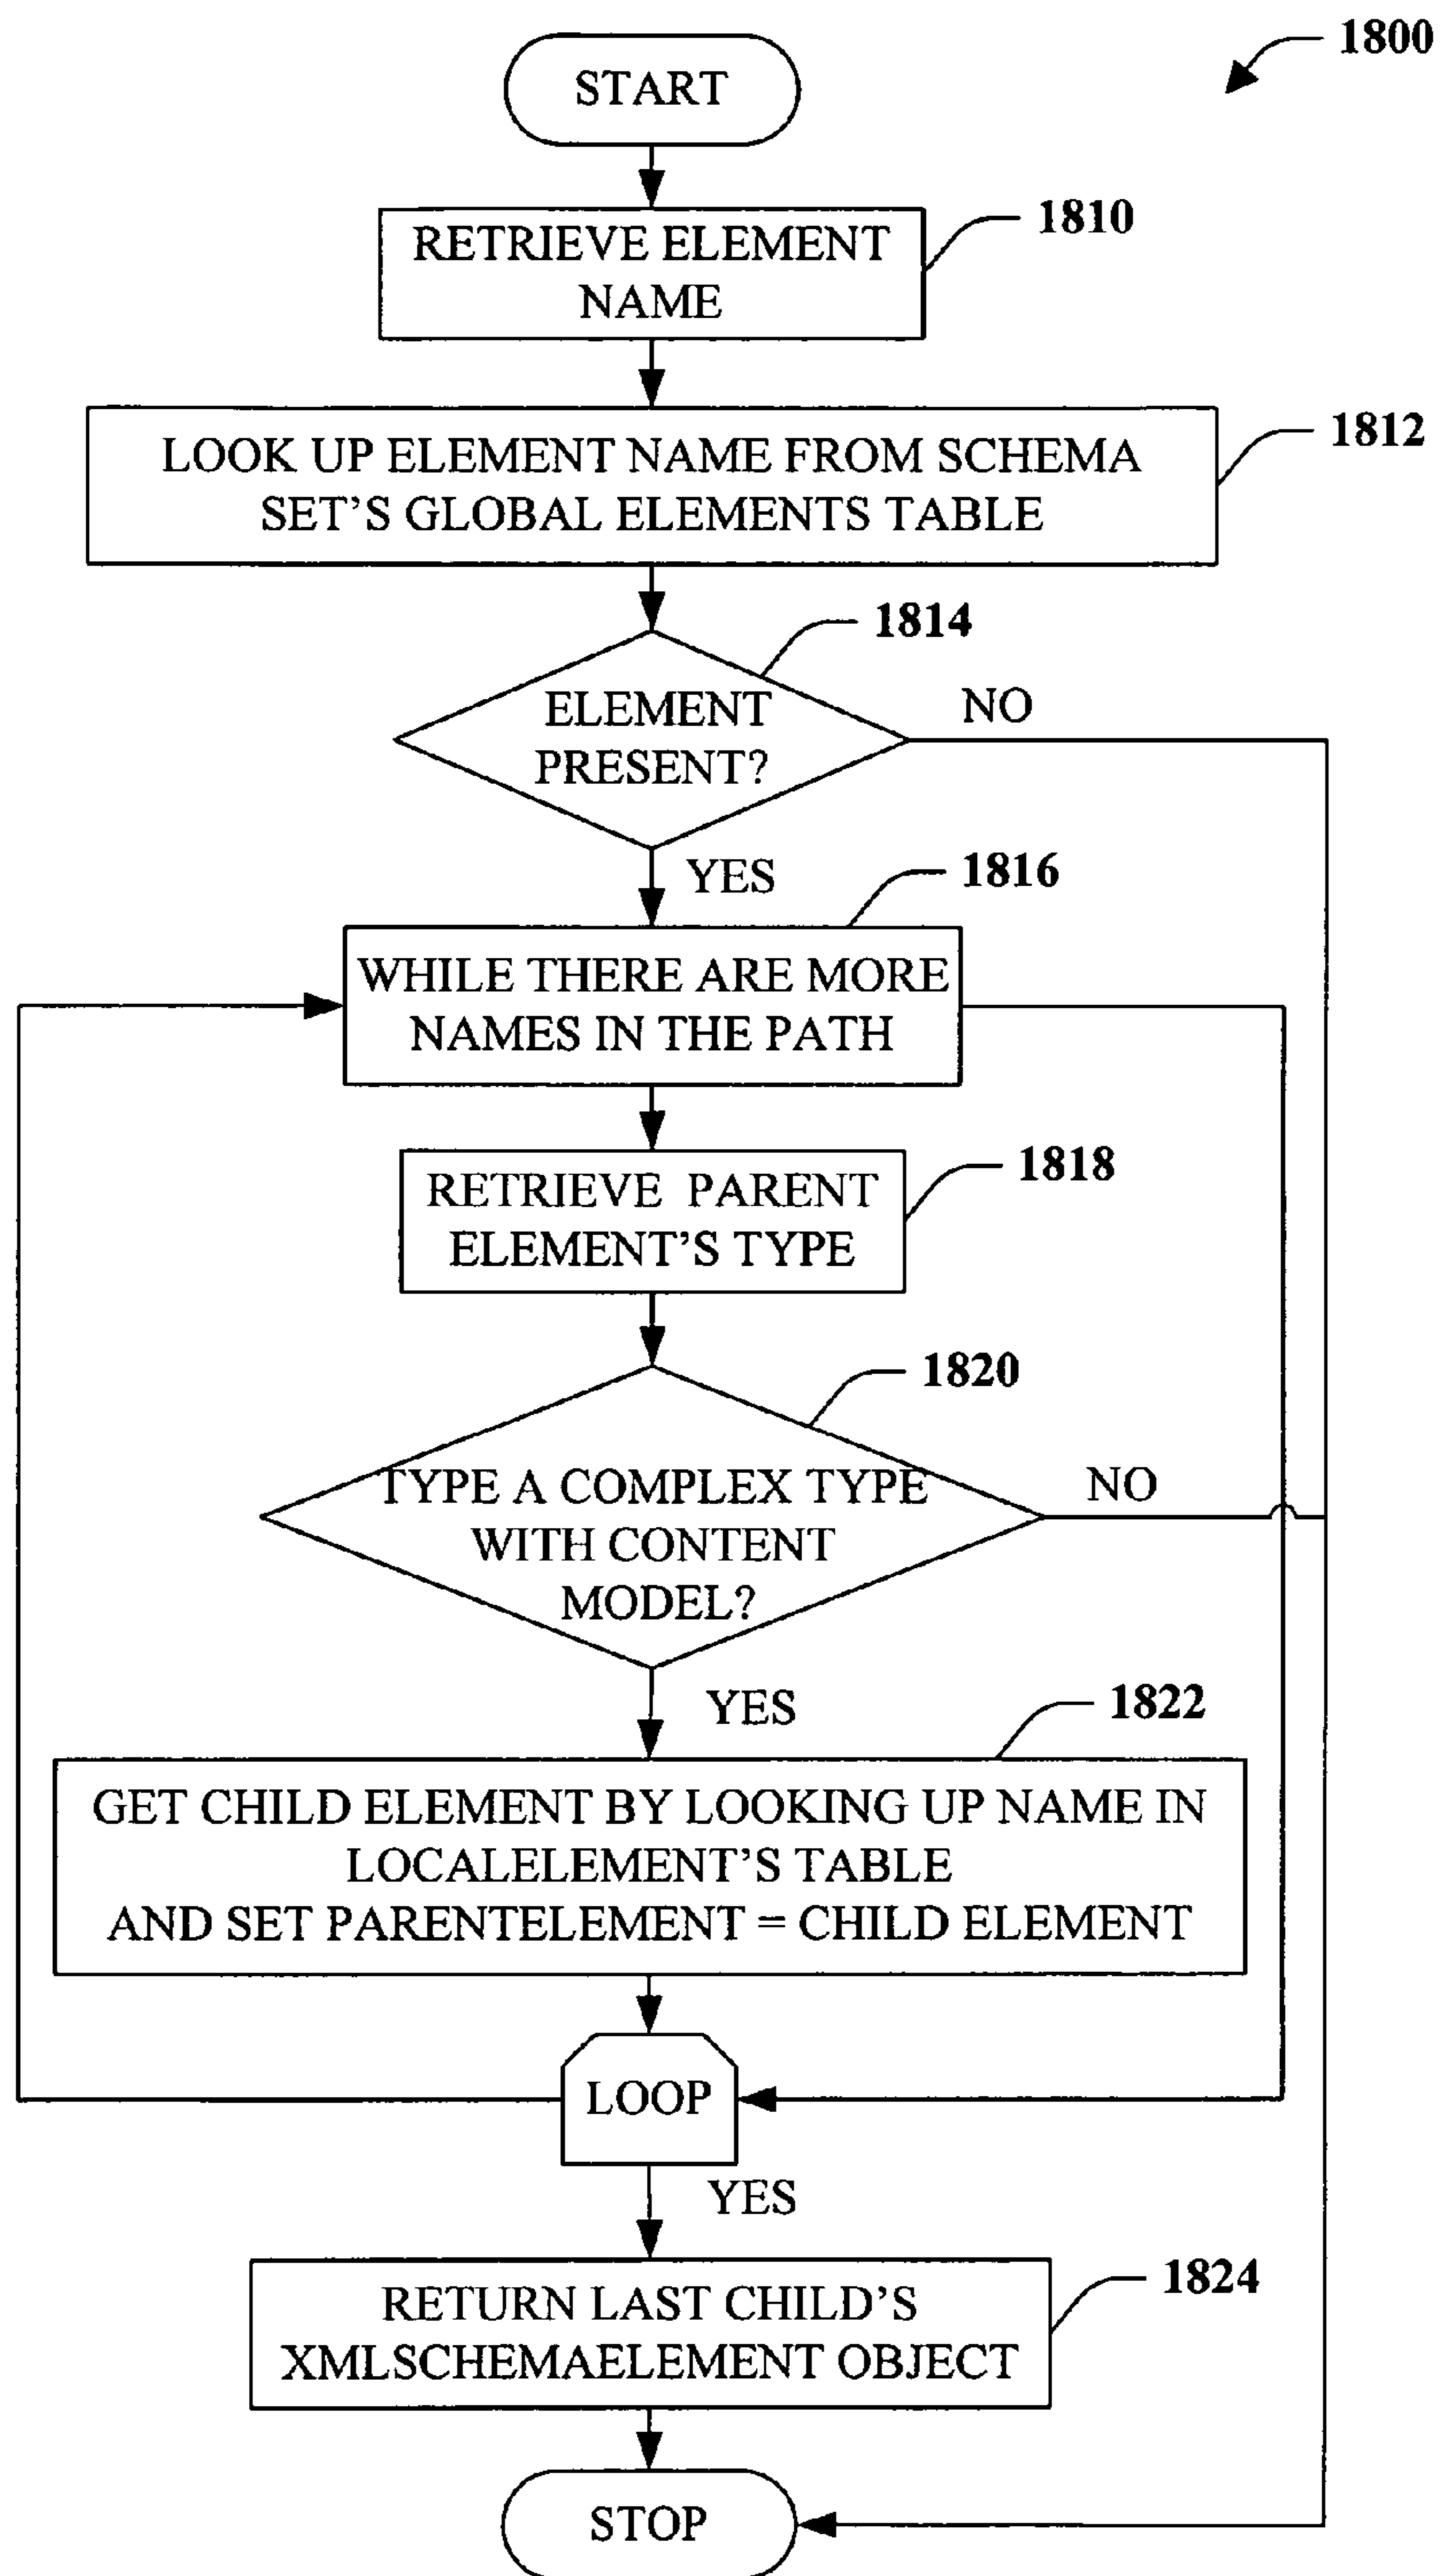 1800
START
1810
RETRIEVE ELEMENT
NAME
1812
LOOK UP ELEMENT NAME FROM SCHEMA
SET'S GLOBAL ELEMENTS TABLE
1814
ELEMENT
PRESENT?
NO
YES
1816
WHILE THERE ARE MORE
NAMES IN THE PATH
1818
RETRIEVE PARENT
ELEMENT'S TYPE
1820
TYPE A COMPLEX TYPE
WITH CONTENT
MODEL?
NO
YES
1822
GET CHILD ELEMENT BY LOOKING UP NAME IN
LOCALELEMENT'S TABLE
AND SET PARENTELEMENT = CHILD ELEMENT
LOOP
YES
1824
RETURN LAST CHILD'S
XMLSCHEMAELEMENT OBJECT
STOP